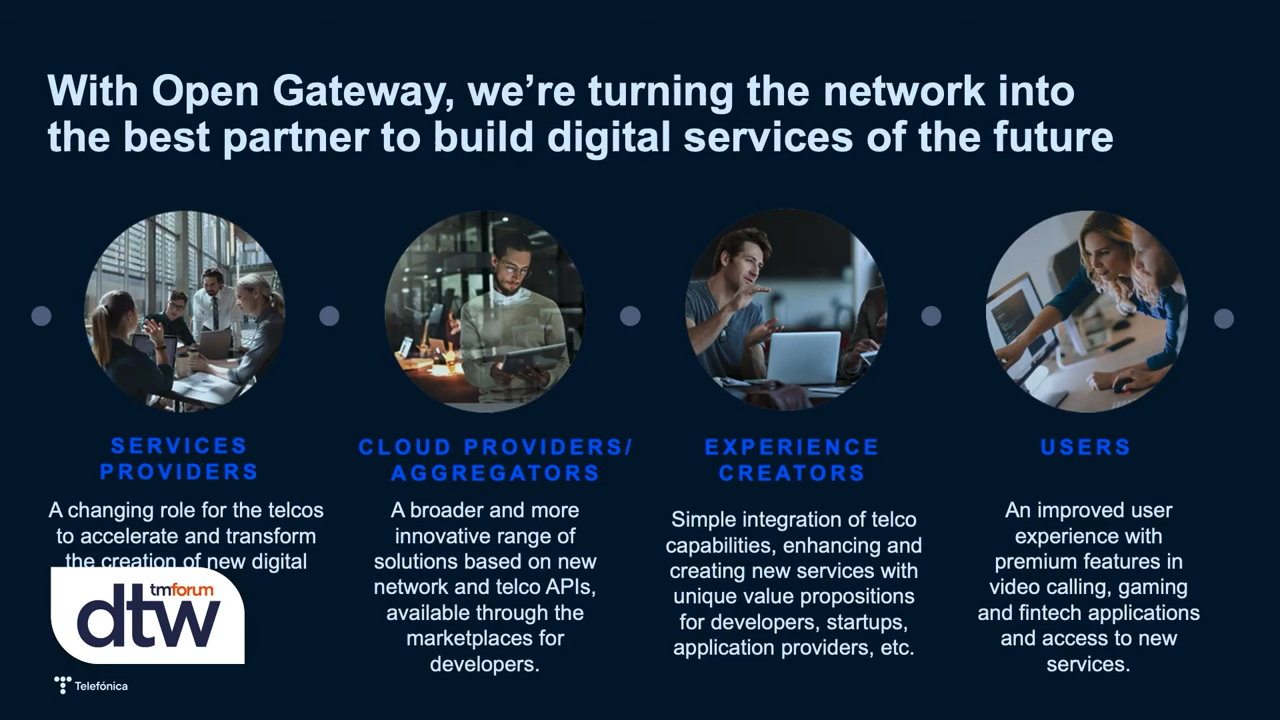 With Open Gateway, we're turning the network into
the best partner to build digital services of the future
SERVICES
PROVIDERS
A changing role for the telcos
to accelerate and transform
the creation of new digital
CLOUD PROVIDERS/
AGGREGATORS
A broader and more
innovative range of
solutions based on new
network and telco APIs,
available through the
marketplaces for
developers.
EXPERIENCE
CREATORS
Simple integration of telco
capabilities, enhancing and
creating new services with
unique value propositions
for developers, startups,
application providers, etc.
USERS
An improved user
experience with
premium features in
video calling, gaming
and fintech applications
and access to new
services.
tmforum
dtw
Telefónica